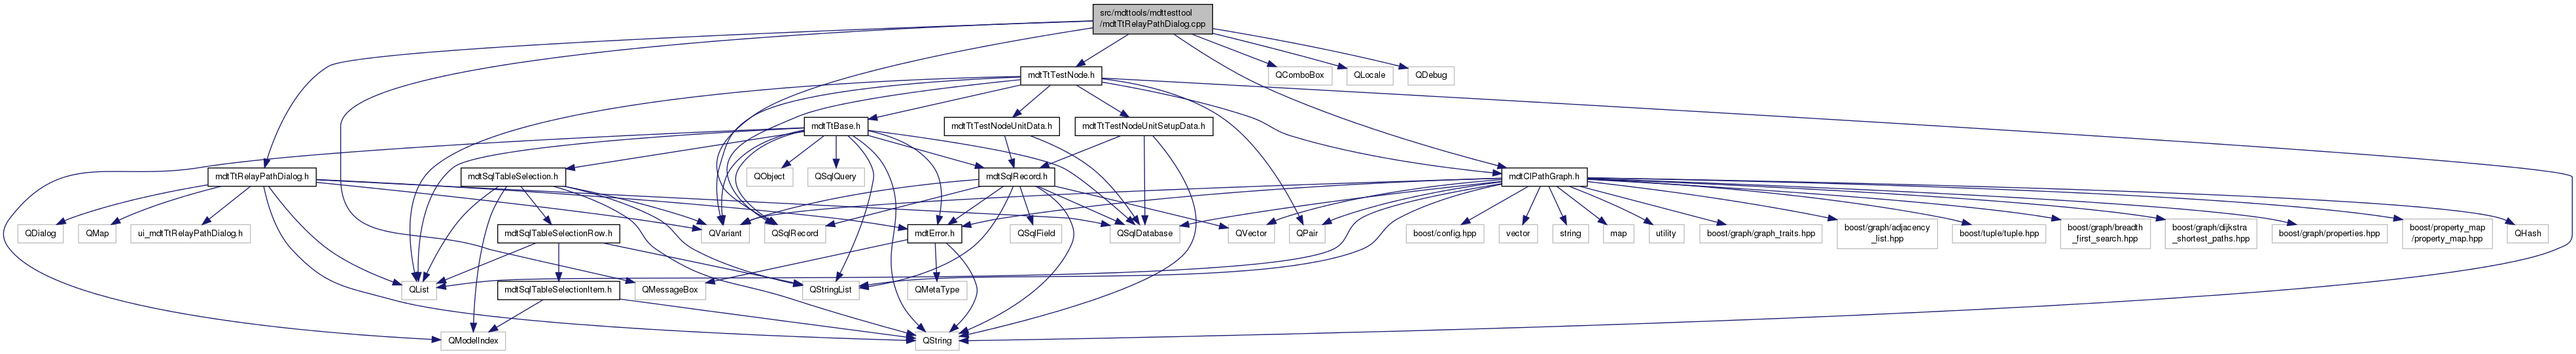 src/mdttools/mdttesttool
/mdtTtRelayPathDialog.cpp
mdtTtTestNode.h
QComboBox
QLocale
QDebug
mdtTtBase.h
mdtTtTestNodeUnitData.h
mdtTtTestNodeUnitSetupData.h
mdtTtRelayPathDialog.h
mdtSqlTableSelection.h
QObject
QSqlQuery
mdtSqlRecord.h
mdtClPathGraph.h
QDialog
QMap
ui_mdtTtRelayPathDialog.h
mdtSqlTableSelectionRow.h
QVariant
QSqlRecord
mdtError.h
QSqlField
QSqlDatabase
QVector
QPair
boost/config.hpp
vector
string
map
utility
boost/graph/graph_traits.hpp
boost/graph/adjacency
_list.hpp
boost/tuple/tuple.hpp
boost/graph/breadth
_first_search.hpp
boost/graph/dijkstra
_shortest_paths.hpp
boost/graph/properties.hpp
boost/property_map
/property_map.hpp
QHash
QList
mdtSqlTableSelectionItem.h
QMessageBox
QStringList
QMetaType
QModelIndex
QString